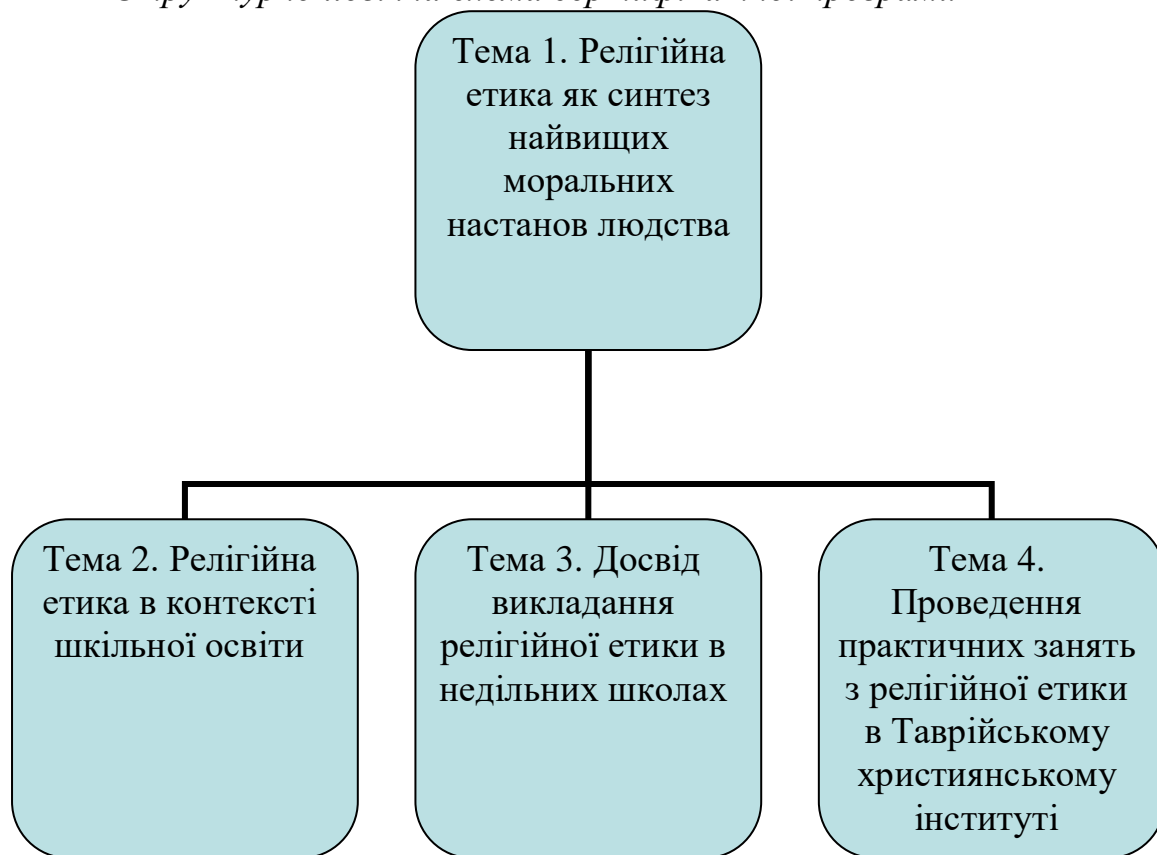 Тема 1. Релігійна
етика як синтез
найвищих
моральних
настанов людства
Тема 2. Релігійна
етика в контексті
шкільної освіти
Тема 3. Досвід
викладання
релігійної етики в
недільних школах
Тема 4.
Проведення
практичних занять
з релігійної етики
в Таврійському
християнському
інституті